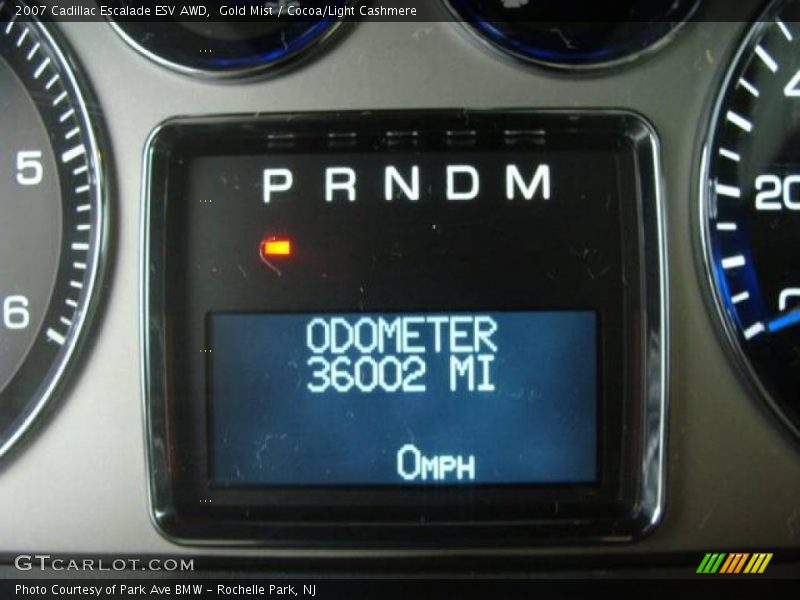 2007 Cadillac Escalade ESV AWD,  Gold Mist / Cocoa/Light Cashmere
5
6
P R N D M
20
ODOMETER
36002 MI
0MPH
GTCARLOT.COM
Photo Courtesy of Park Ave BMW - Rochelle Park, NJ